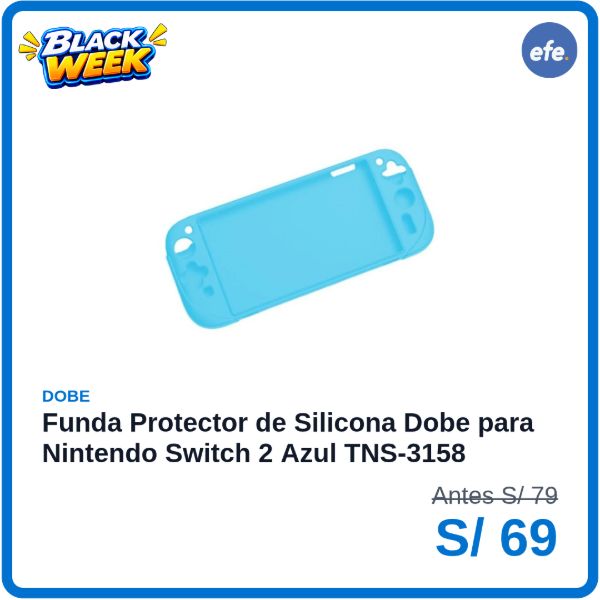 BLACK
WEEK
efe.
DOBE
Funda Protector de Silicona Dobe para
Nintendo Switch 2 Azul TNS-3158
Antes S/ 79
S/ 69